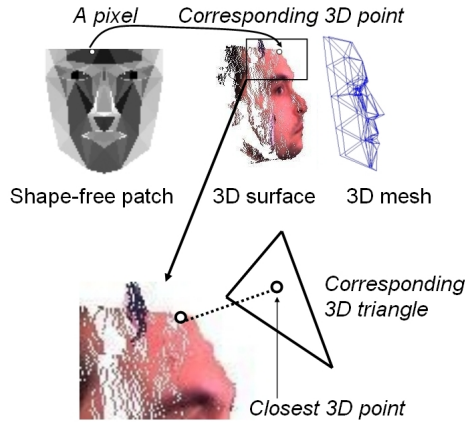 A pixel
Corresponding 3D point
Shape-free patch
3D surface
3D mesh
Corresponding
3D triangle
Closest 3D point